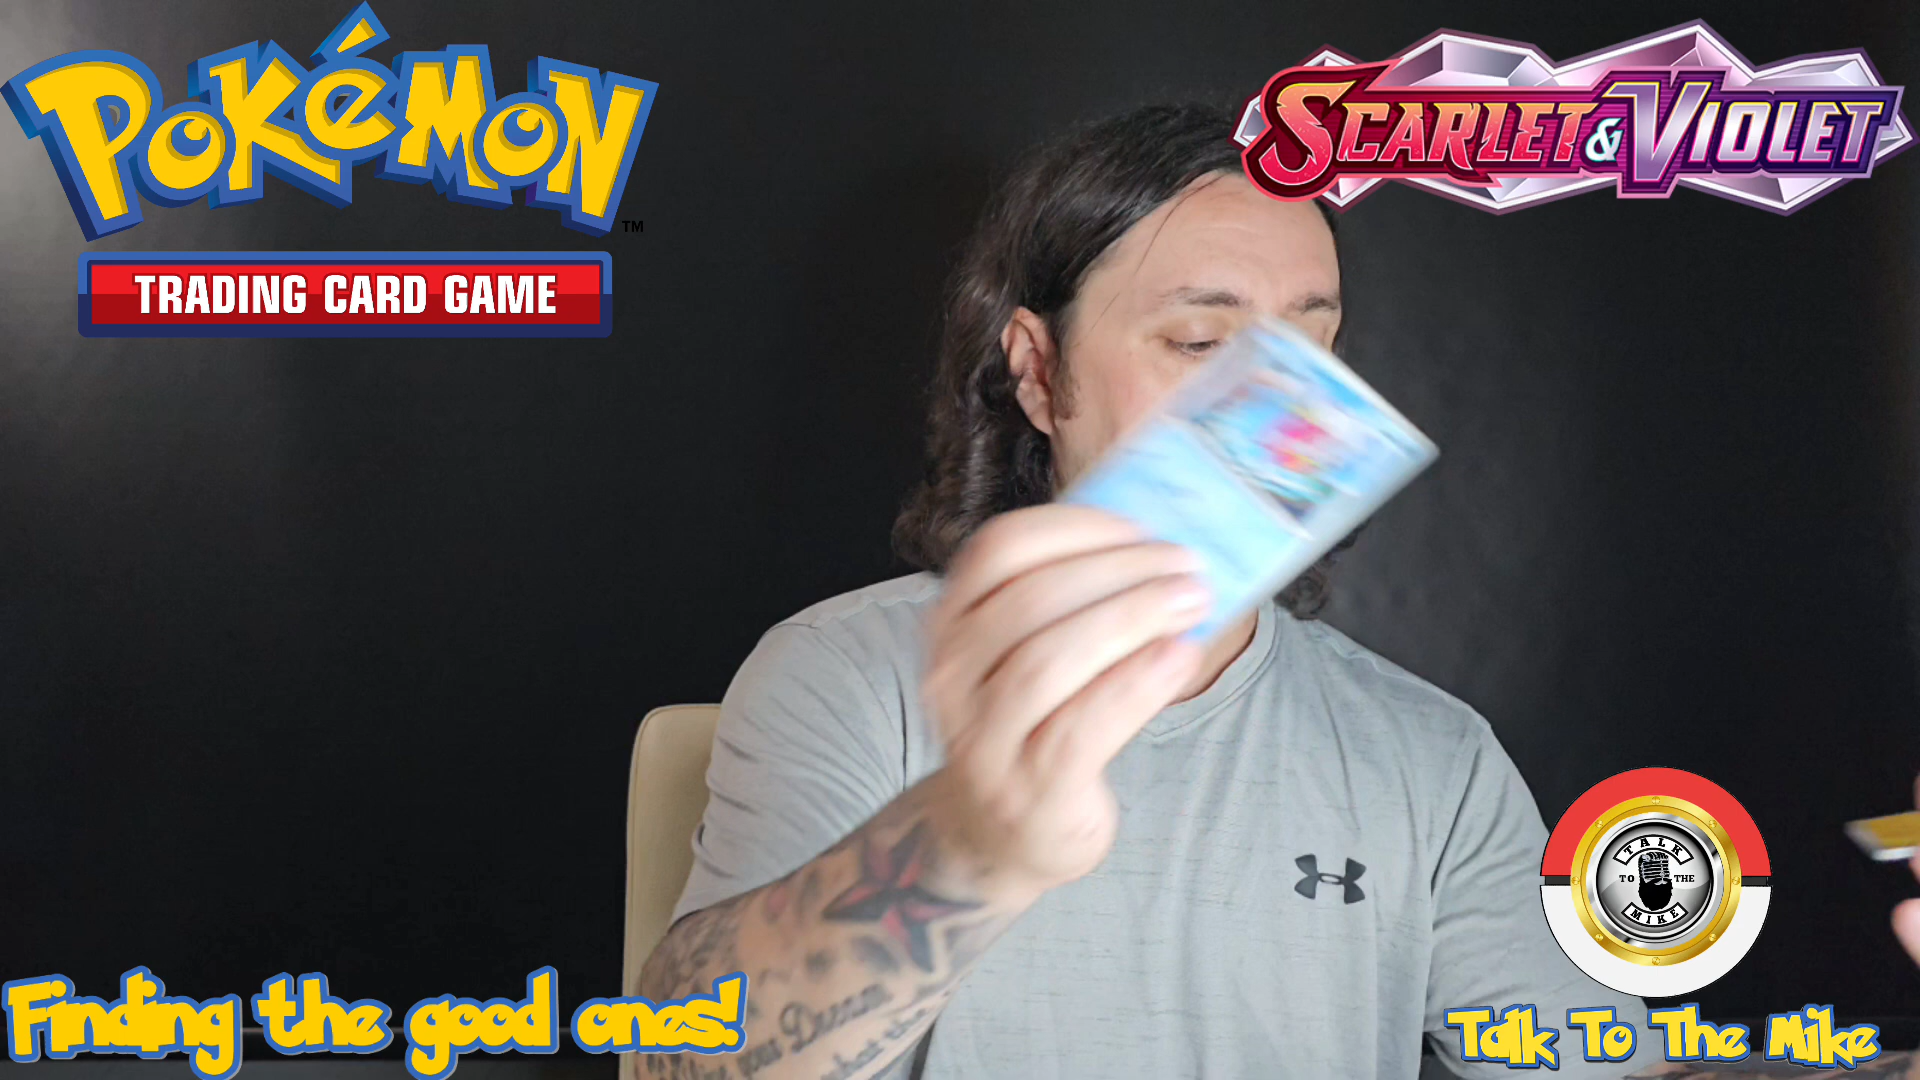 POKéMON
TM
TRADING CARD GAME
SCARLET & VIOLET
TALK
TO THE
MIKE
Finding the good ones!
Talk To The Mike